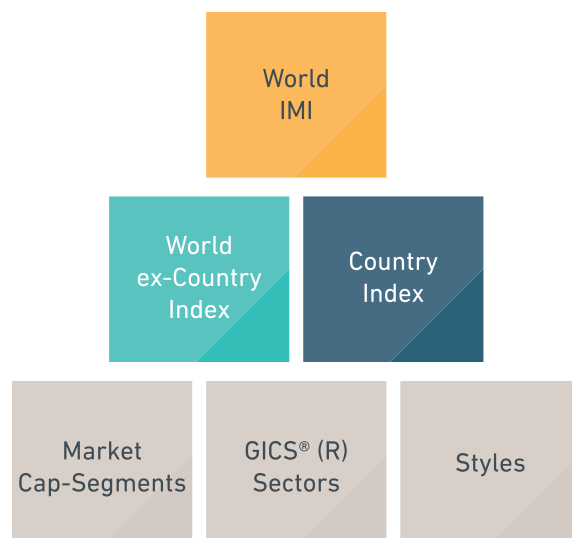 World
IMI
World
ex-Country
Index
Country
Index
Market
Cap-Segments
GICS® (R)
Sectors
Styles